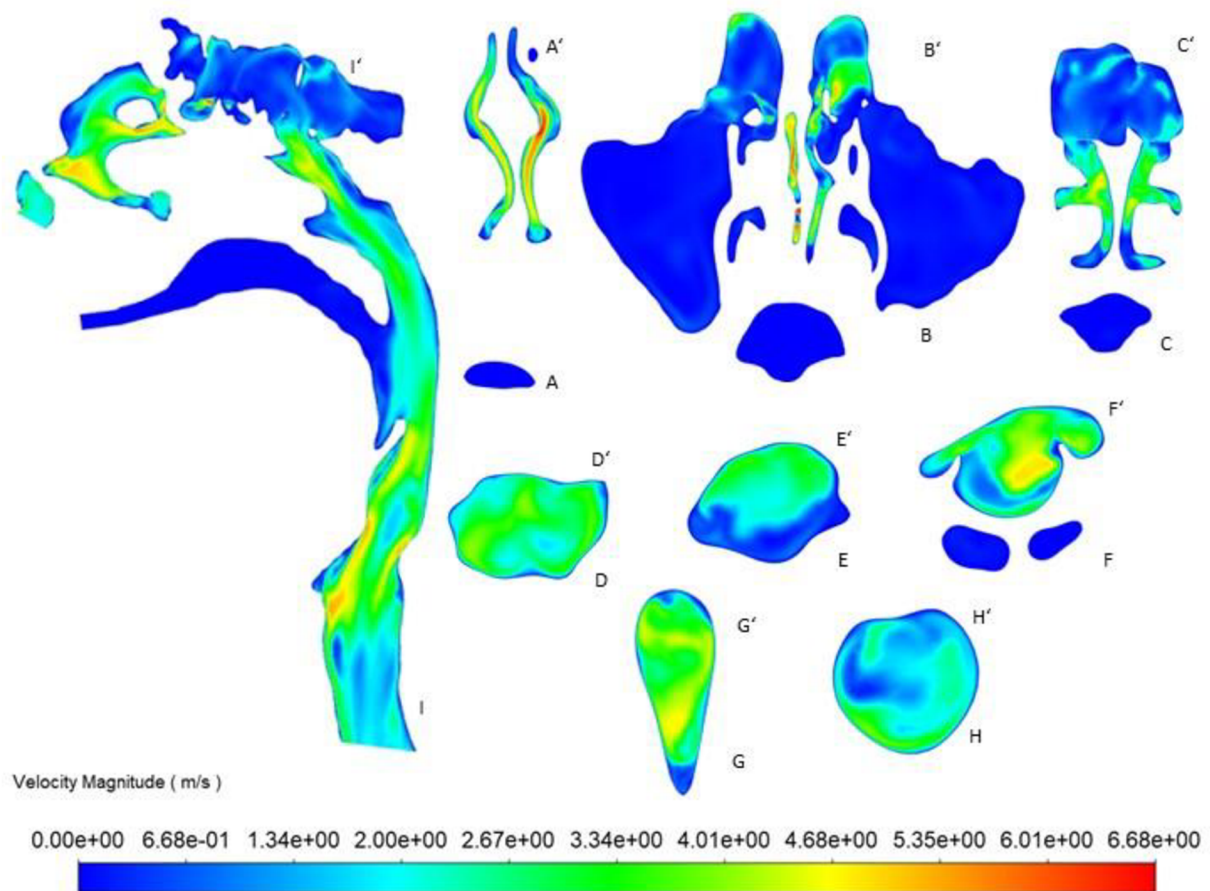 I‘
A‘
B‘
C‘
B
C
A
F‘
D‘
E‘
E
F
D
G‘
H‘
I
H
G
Velocity Magnitude ( m/s )
0.00e+00 6.68e-01 1.34e+00 2.00e+00 2.67e+00 3.34e+00 4.01e+00 4.68e+00 5.35e+00 6.01e+00 6.68e+00